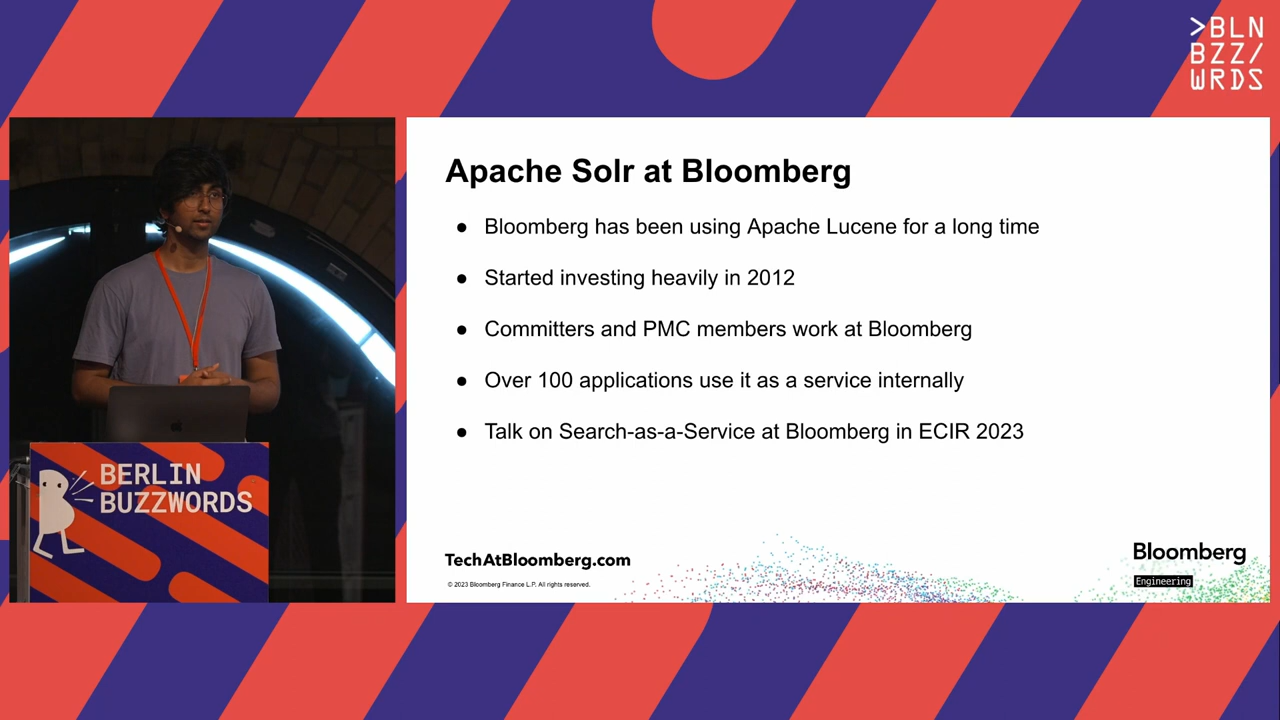 >BLN
BZZ/
WRDS
Apache Solr at Bloomberg
● Bloomberg has been using Apache Lucene for a long time
● Started investing heavily in 2012
● Committers and PMC members work at Bloomberg
● Over 100 applications use it as a service internally
● Talk on Search-as-a-Service at Bloomberg in ECIR 2023
BERLIN
BUZZWORDS
TechAtBloomberg.com
© 2023 Bloomberg Finance L.P. All rights reserved.
Bloomberg
Engineering